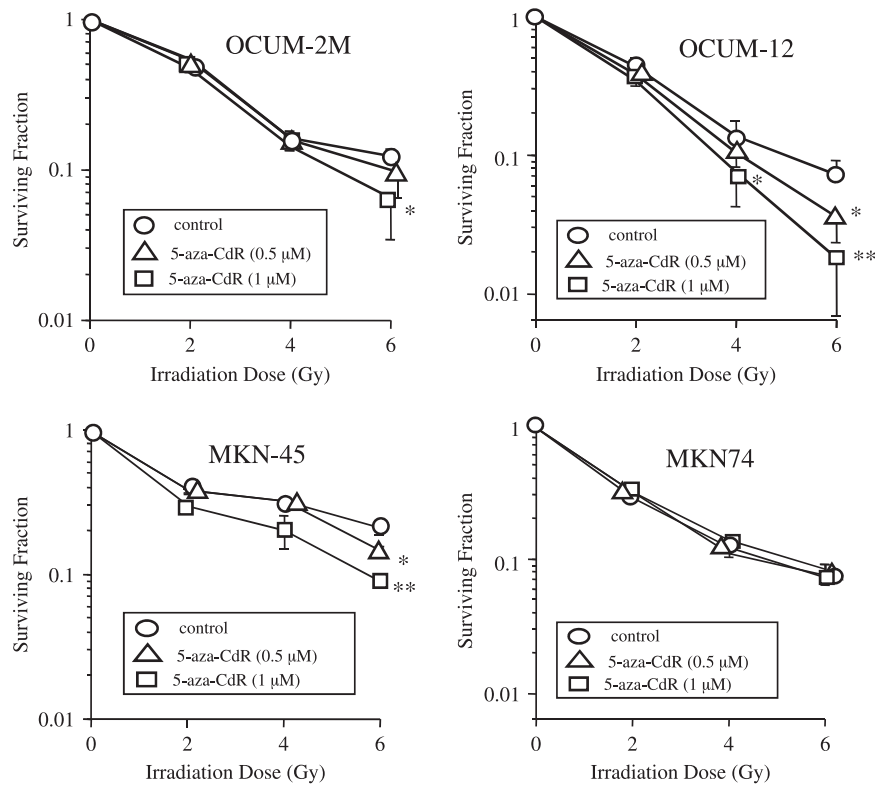 OCUM-2M
1
0.1
0.01
Surviving Fraction
control
5-aza-CdR (0.5 μM)
5-aza-CdR (1 μM)
*
0 2 4 6
Irradiation Dose (Gy)
OCUM-12
1
0.1
0.01
Surviving Fraction
*
*
**
control
5-aza-CdR (0.5 μM)
5-aza-CdR (1 μM)
0 2 4 6
Irradiation Dose (Gy)
MKN-45
1
0.1
0.01
Surviving Fraction
*
**
control
5-aza-CdR (0.5 μM)
5-aza-CdR (1 μM)
0 2 4 6
Irradiation Dose (Gy)
MKN74
1
0.1
0.01
Surviving Fraction
control
5-aza-CdR (0.5 μM)
5-aza-CdR (1 μM)
0 2 4 6
Irradiation Dose (Gy)